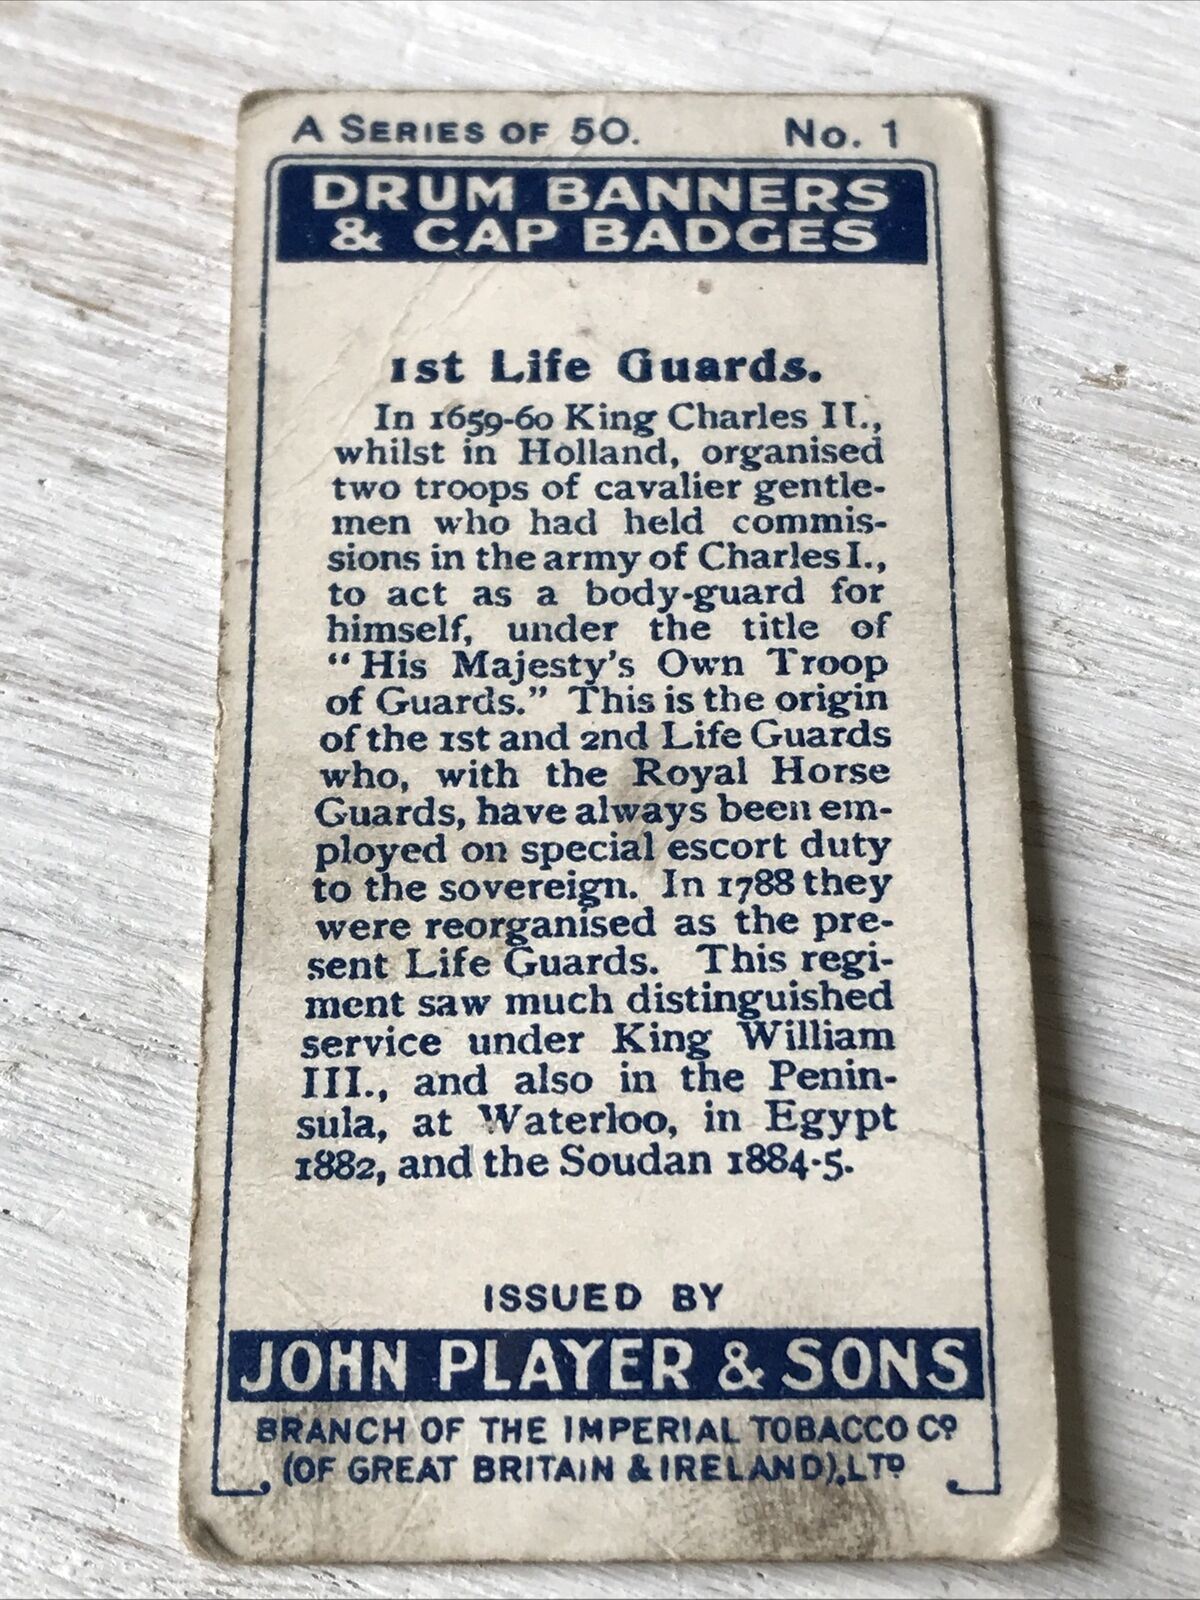 A SERIES OF 50. No. 1
DRUM BANNERS
& CAP BADGES
1st Life Guards.
In 1659-60 King Charles II.,
whilst in Holland, organised
two troops of cavalier gentle-
men who had held commis-
sions in the army of Charles I.,
to act as a body-guard for
himself, under the title of
"His Majesty's Own Troop
of Guards." This is the origin
of the 1st and 2nd Life Guards
who, with the Royal Horse
Guards, have always been em-
ployed on special escort duty
to the sovereign. In 1788 they
were reorganised as the pre-
sent Life Guards. This regi-
ment saw much distinguished
service under King William
III., and also in the Penin-
sula, at Waterloo, in Egypt
1882, and the Soudan 1884-5.
ISSUED BY
JOHN PLAYER & SONS
BRANCH OF THE IMPERIAL TOBACCO Cº
(OF GREAT BRITAIN & IRELAND), LTD